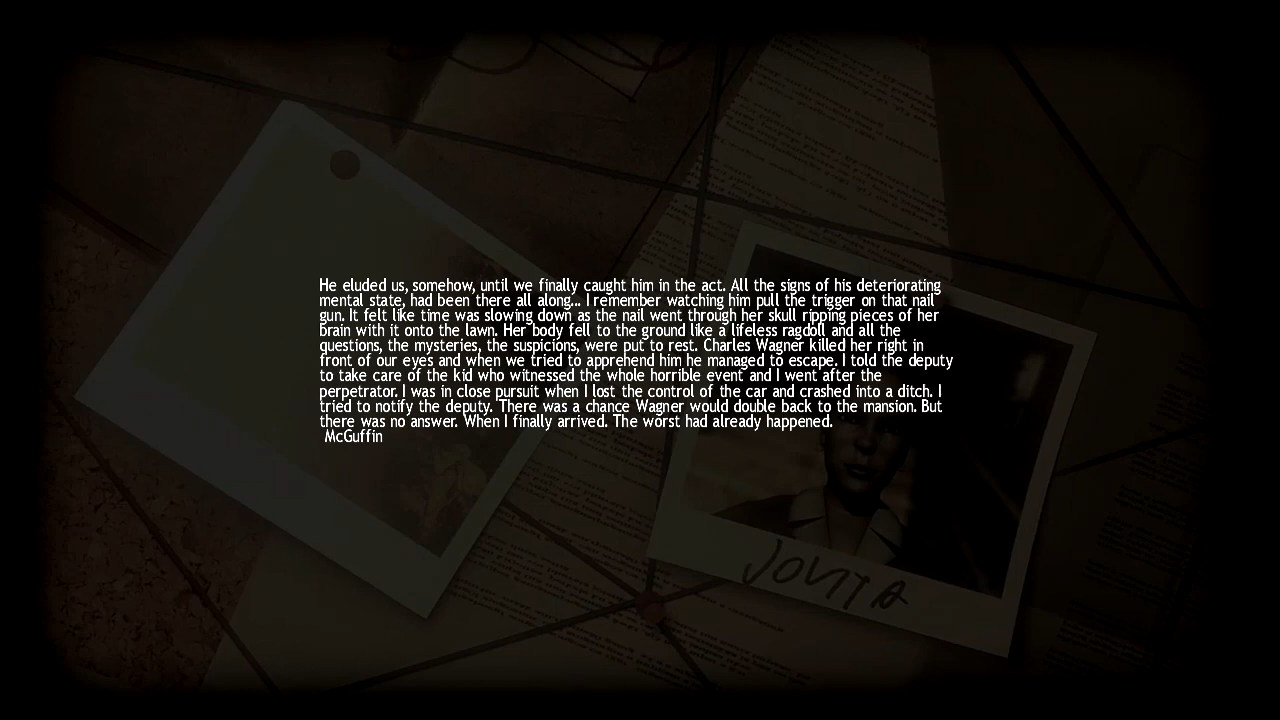 He eluded us, somehow, until we finally caught him in the act. All the signs of his deteriorating
mental state, had been there all along... I remember watching him pull the trigger on that nail
gun. It felt like time was slowing down as the nail went through her skull ripping pieces of her
brain with it onto the lawn. Her body fell to the ground like a lifeless ragdoll and all the
questions, the mysteries, the suspicions, were put to rest. Charles Wagner killed her right in
front of our eyes and when we tried to apprehend him he managed to escape. I told the deputy
to take care of the kid who witnessed the whole horrible event and I went after the
perpetrator. I was in close pursuit when I lost the control of the car and crashed into a ditch. I
tried to notify the deputy. There was a chance Wagner would double back to the mansion. But
there was no answer. When I finally arrived. The worst had already happened.
McGuffin
JOVITA